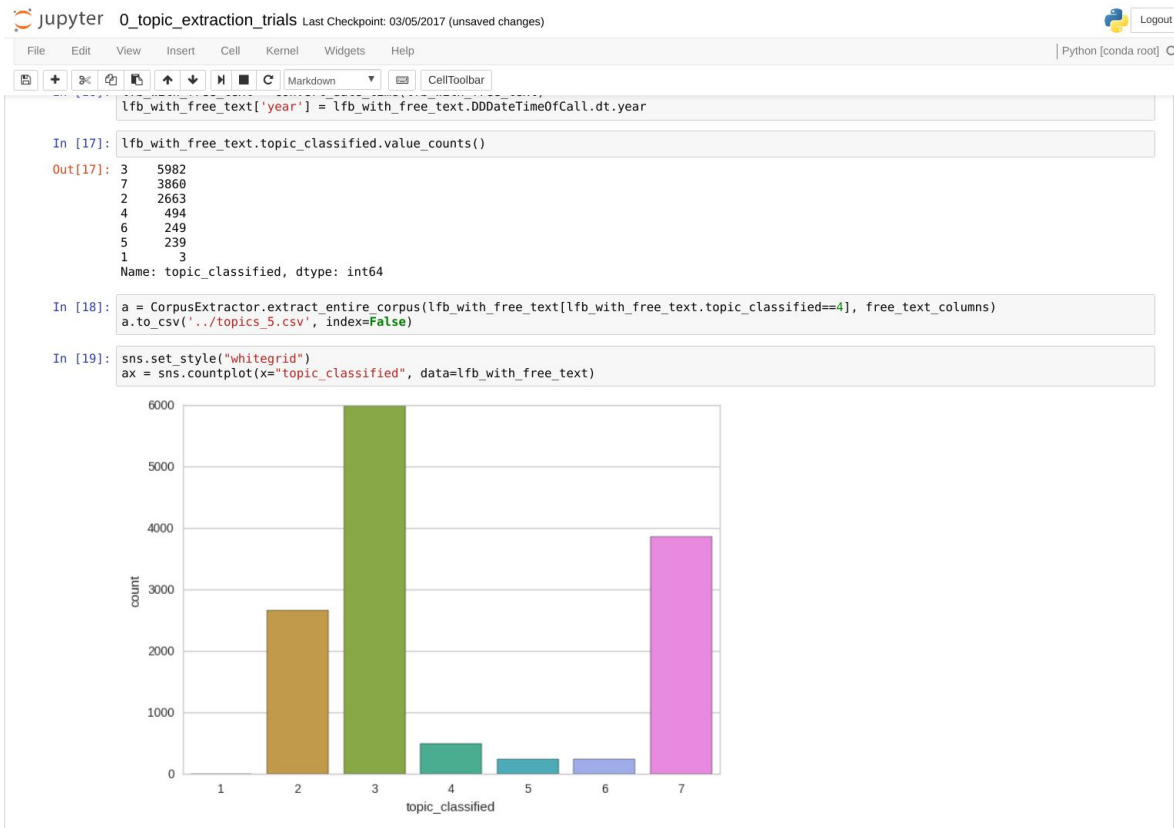 jupyter 0_topic_extraction_trials Last Checkpoint: 03/05/2017 (unsaved changes)
Logout
File Edit View Insert Cell Kernel Widgets Help
Python [conda root]
Markdown CellToolbar
lfb_with_free_text['year'] = lfb_with_free_text.DDDateTimeOfCall.dt.year
In [17]: lfb_with_free_text.topic_classified.value_counts()
Out[17]: 3 5982
7 3860
2 2663
4 494
6 249
5 239
1 3
Name: topic_classified, dtype: int64
In [18]: a = CorpusExtractor.extract_entire_corpus(lfb_with_free_text[lfb_with_free_text.topic_classified==4], free_text_columns)
a.to_csv('../topics_5.csv', index=False)
In [19]: sns.set_style("whitegrid")
ax = sns.countplot(x="topic_classified", data=lfb_with_free_text)
6000
5000
4000
3000
2000
1000
0
count
1 2 3 4 5 6 7
topic_classified